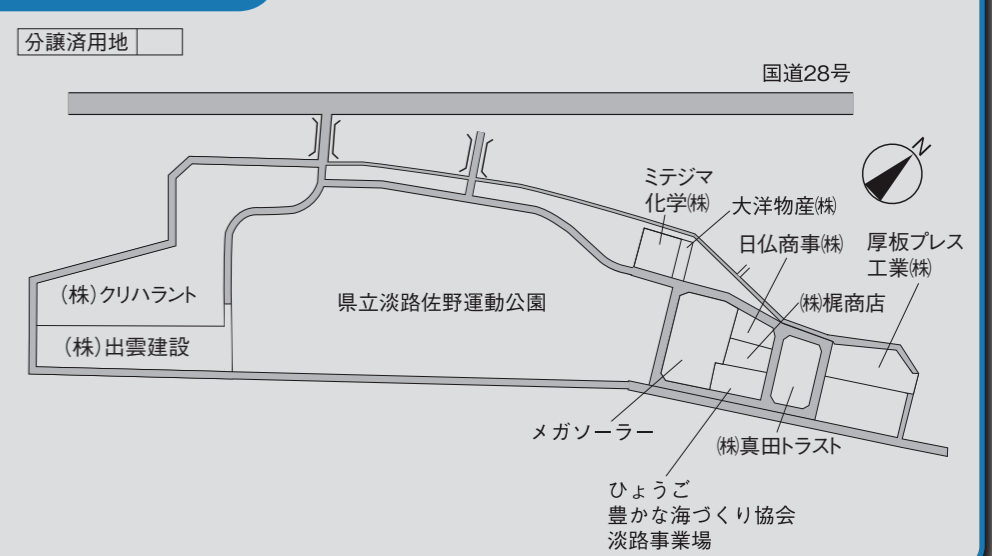 分譲済用地
国道28号
N
ミテジマ
化学㈱
大洋物産㈱
日仏商事㈱
厚板プレス
工業㈱
(株)クリハラント
県立淡路佐野運動公園
㈱梶商店
(株)出雲建設
メガソーラー
㈱真田トラスト
ひょうご
豊かな海づくり協会
淡路事業場